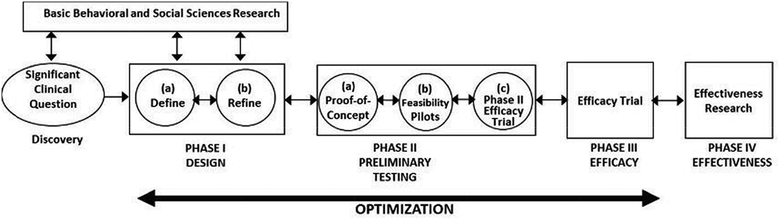 Basic Behavioral and Social Sciences Research
Significant
Clinical
Question
Discovery
(a)
Define
(b)
Refine
PHASE I
DESIGN
(a)
Proof-of-
Concept
(b)
Feasibility
Pilots
(c)
Phase II
Efficacy
Trial
PHASE II
PRELIMINARY
TESTING
Efficacy Trial
PHASE III
EFFICACY
Effectiveness
Research
PHASE IV
EFFECTIVENESS
OPTIMIZATION